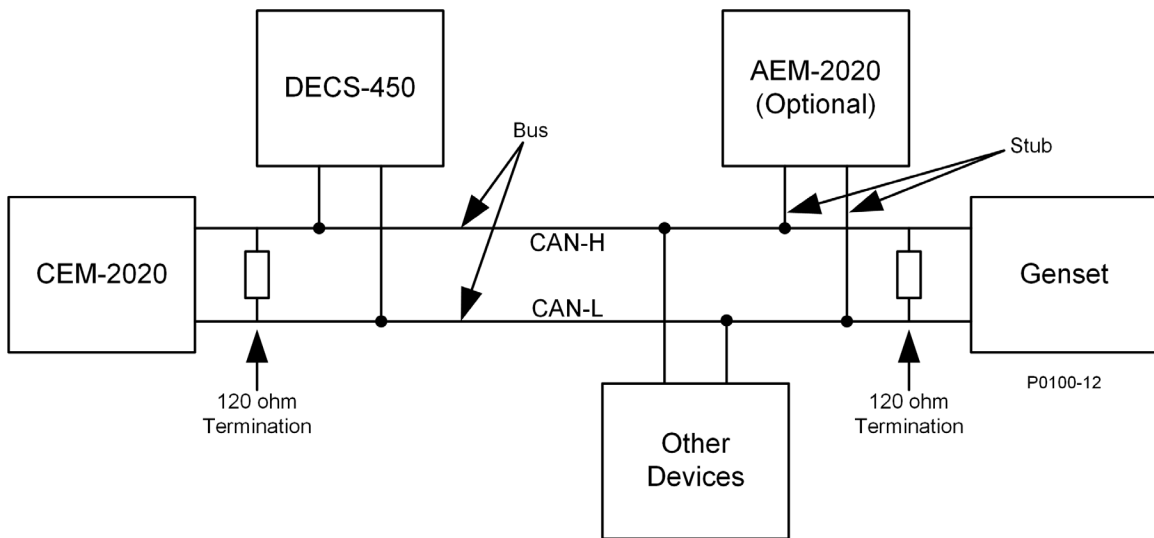 DECS-450
AEM-2020
(Optional)
Bus
Stub
CEM-2020
CAN-H
Genset
CAN-L
P0100-12
120 ohm
Termination
120 ohm
Termination
Other
Devices